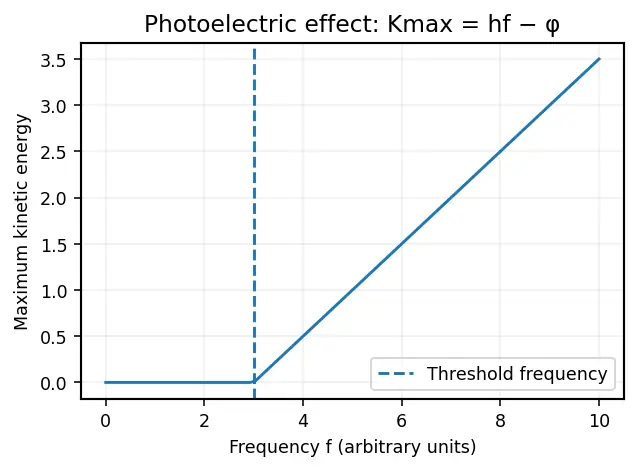 Photoelectric effect: Kmax = hf − φ
3.5
3.0
2.5
2.0
1.5
1.0
0.5
0.0
Maximum kinetic energy
Threshold frequency
0 2 4 6 8 10
Frequency f (arbitrary units)